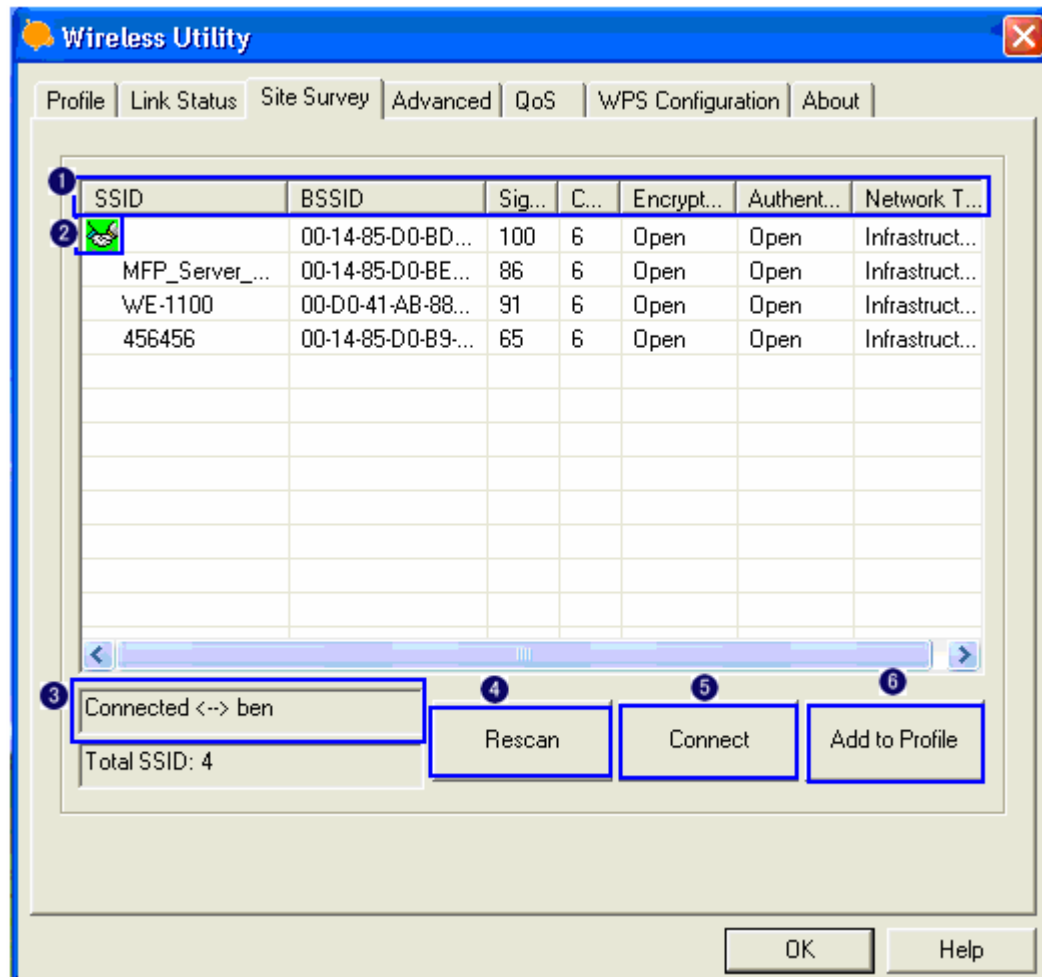 Wireless Utility
Profile Link Status Site Survey Advanced QoS WPS Configuration About
1
SSID BSSID Sig... C... Encrypt... Authent... Network T...
2
00-14-85-D0-BD... 100 6 Open Open Infrastruct...
MFP_Server_... 00-14-85-D0-BE... 86 6 Open Open Infrastruct...
WE-1100 00-D0-41-AB-88... 91 6 Open Open Infrastruct...
456456 00-14-85-D0-B9-... 65 6 Open Open Infrastruct...
3 4 5 6
Connected <--> ben
Rescan Connect Add to Profile
Total SSID: 4
OK Help